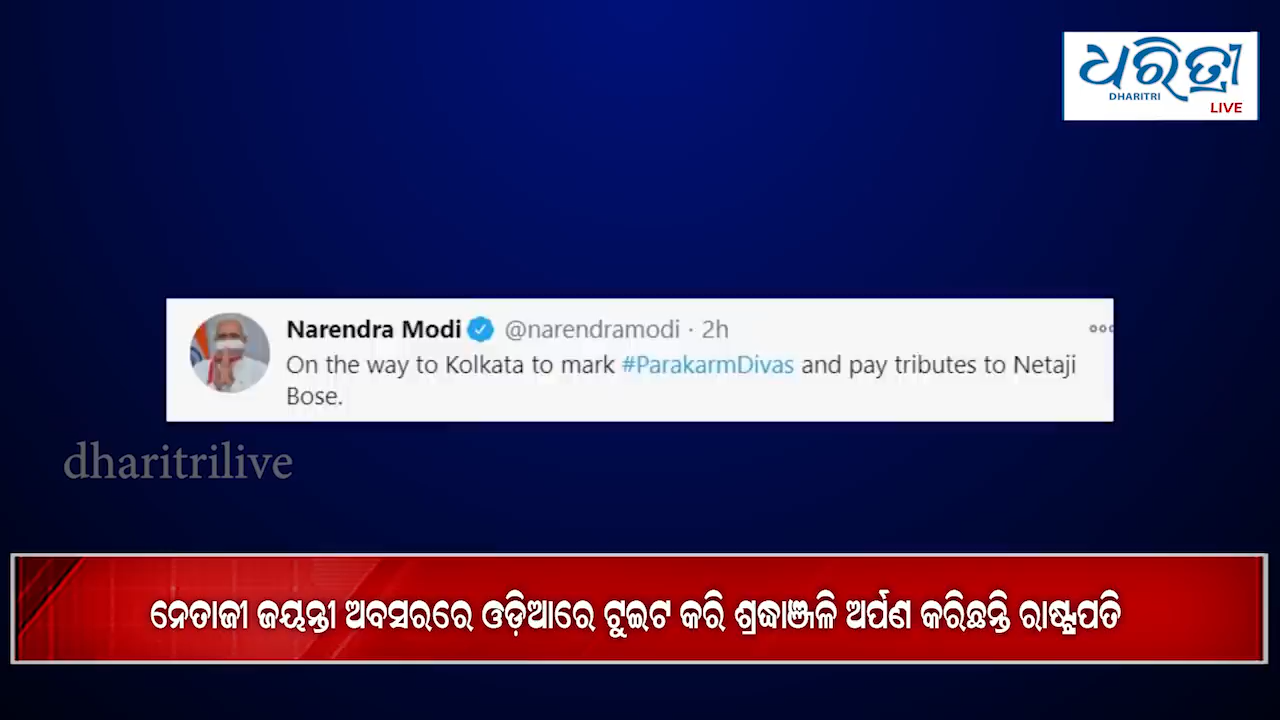 ଧରିତ୍ରୀ
DHARITRI
LIVE
Narendra Modi @narendramodi · 2h
On the way to Kolkata to mark #ParakarmDivas and pay tributes to Netaji
Bose.
dharitrilive
ନେତାଜୀ ଜୟନ୍ତୀ ଅବସରରେ ଓଡ଼ିଆରେ ଟୁଇଟ କରି ଶ୍ରଦ୍ଧାଞ୍ଜଳି ଅର୍ପଣ କରିଛନ୍ତି ରାଷ୍ଟ୍ରପତି